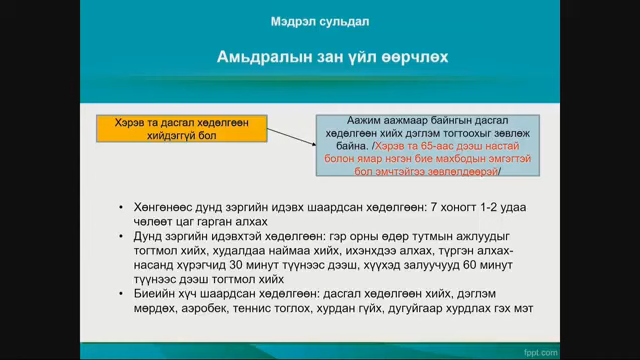 Мэдрэл сульдал
Амьдралын зан үйл өөрчлөх
Хэрэв та дасгал хөдөлгөөн
хийдэггүй бол
Аажим аажмаар байнгын дасгал
хөдөлгөөн хийх дэглэм тогтоохыг зөвлөж
байна. /Хэрэв та 65-аас дээш настай
болон ямар нэгэн бие махбодын эмгэгтэй
бол эмчтэйгээ зөвлөлдөөрэй/
• Хөнгөнөөс дунд зэргийн идэвх шаардсан хөдөлгөөн: 7 хоногт 1-2 удаа
чөлөөт цаг гарган алхах
• Дунд зэргийн идэвхтэй хөдөлгөөн: гэр орны өдөр тутмын ажлуудыг
тогтмол хийх, худалдаа наймаа хийх, ихэнхдээ алхах, түргэн алхах-
насанд хүрэгчид 30 минут түүнээс дээш, хүүхэд залуучууд 60 минут
түүнээс дээш тогтмол хийх
• Биеийн хүч шаардсан хөдөлгөөн: дасгал хөдөлгөөн хийх, дэглэм
мөрдөх, аэробек, теннис тоглох, хурдан гүйх, дугуйгаар хурдлах гэх мэт
fppt.com